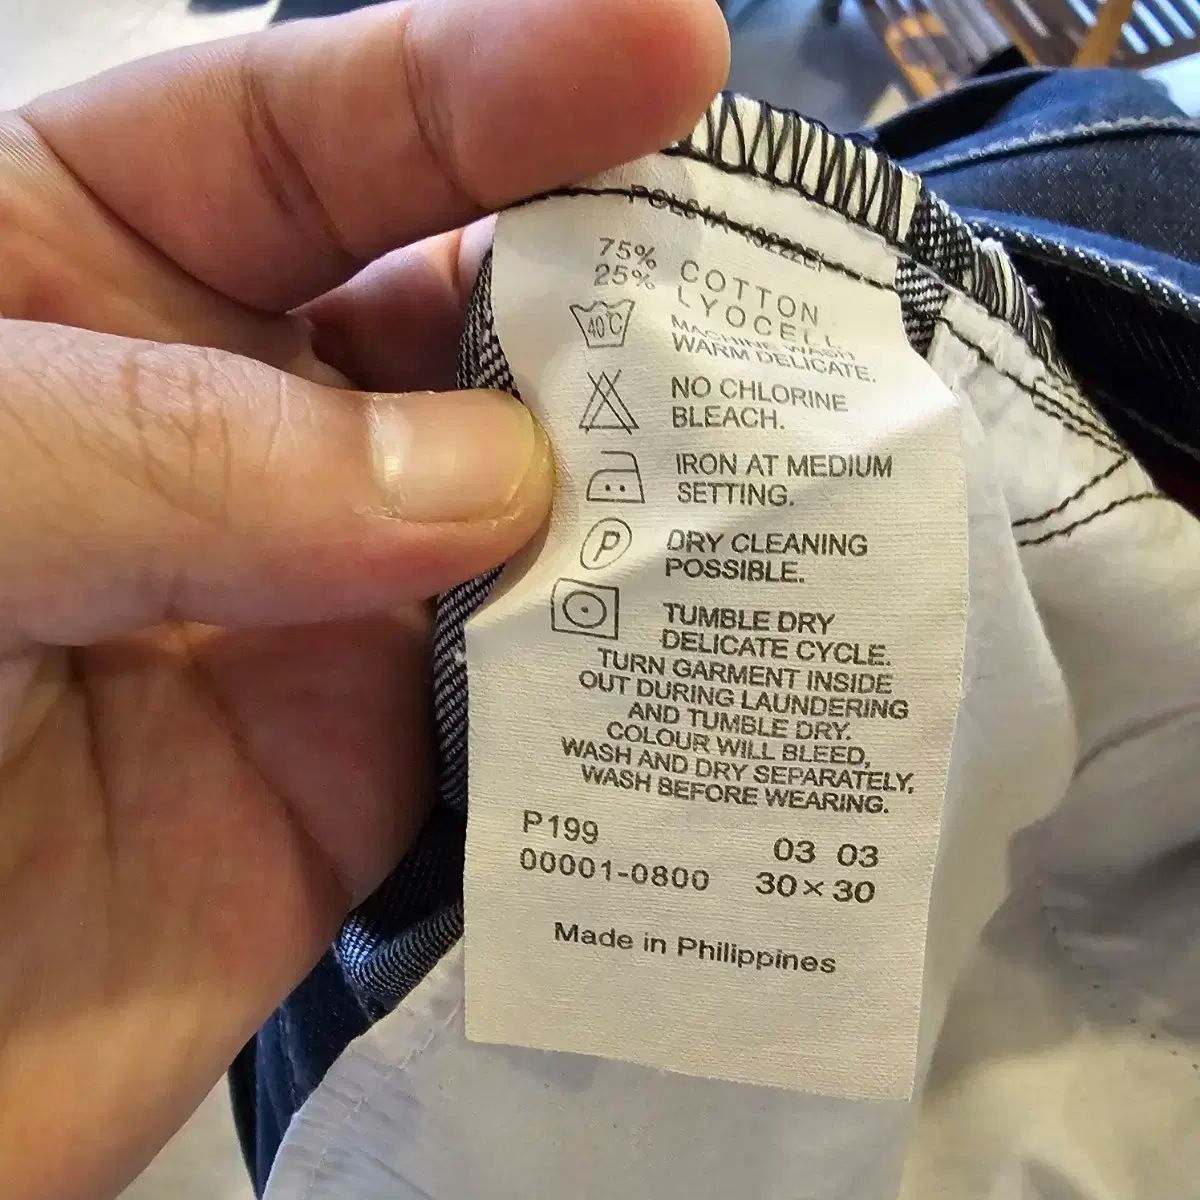 75% COTTON
25% LYOCELL
40°C
MACHINE WASH
WARM DELICATE.
NO CHLORINE
BLEACH.
IRON AT MEDIUM
SETTING.
P
DRY CLEANING
POSSIBLE.
TUMBLE DRY
DELICATE CYCLE.
TURN GARMENT INSIDE
OUT DURING LAUNDERING
AND TUMBLE DRY.
COLOUR WILL BLEED,
WASH AND DRY SEPARATELY,
WASH BEFORE WEARING.
P199 03 03
00001-0800 30×30
Made in Philippines